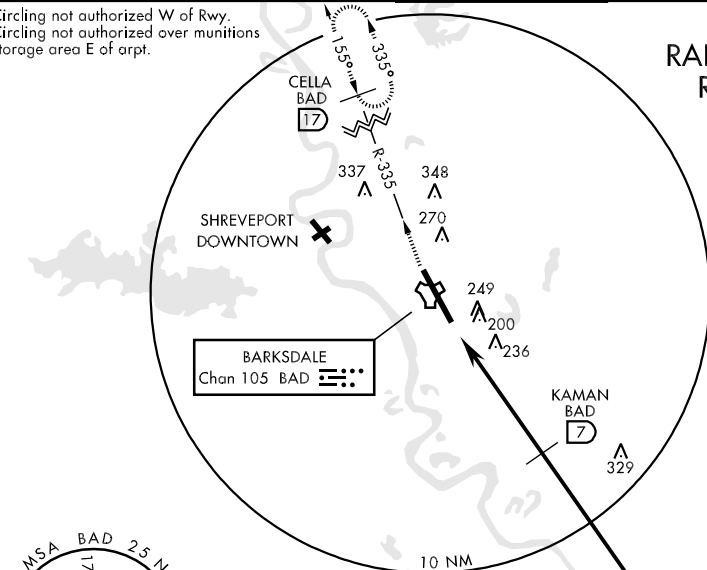 Circling not authorized W of Rwy.
Circling not authorized over munitions
storage area E of arpt.
155°
335°
CELLA
BAD
17
R-335
337
348
270
SHREVEPORT
DOWNTOWN
249
200
236
BARKSDALE
Chan 105 BAD
KAMAN
BAD
7
329
10 NM
MSA BAD 25 N